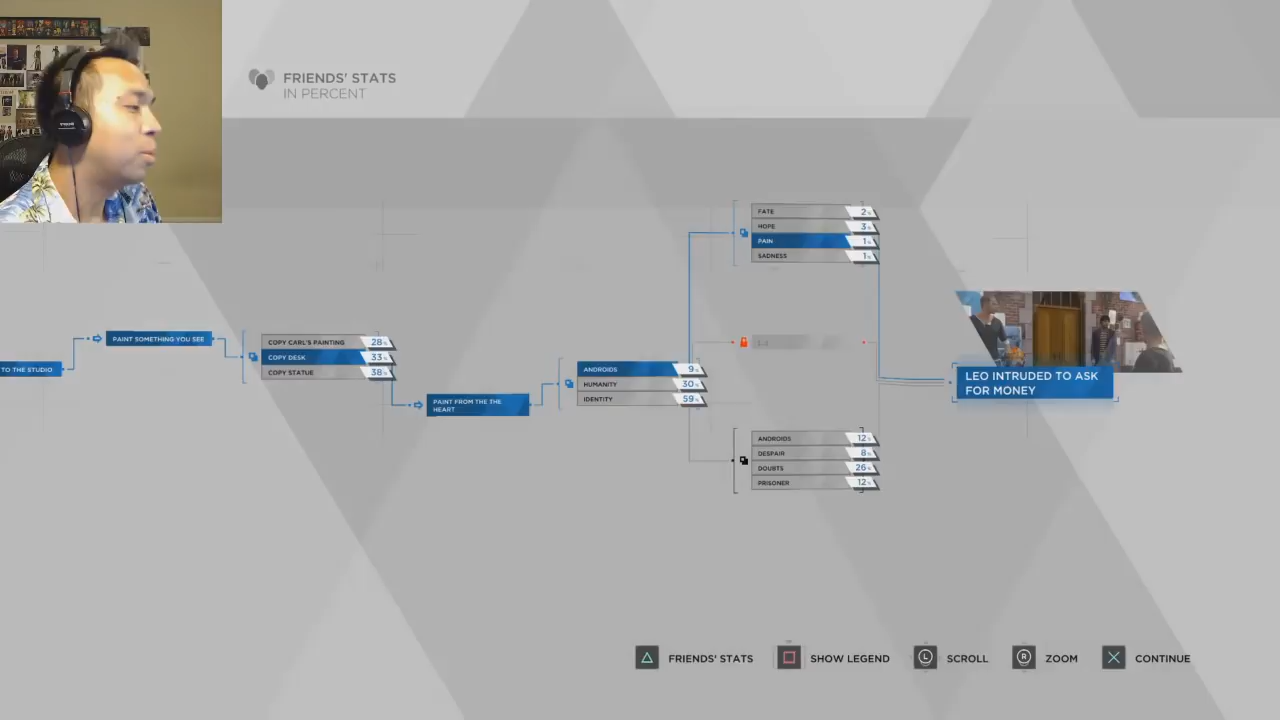 FRIENDS' STATS
IN PERCENT
TO THE STUDIO
PAINT SOMETHING YOU SEE
COPY CARL'S PAINTING 28%
COPY DESK 33%
COPY STATUE 38%
PAINT FROM THE THE
HEART
ANDROIDS 9%
HUMANITY 30%
IDENTITY 59%
FATE 2%
HOPE 3%
PAIN 1%
SADNESS 1%
ANDROIDS 12%
DESPAIR 8%
DOUBTS 26%
PRISONER 12%
LEO INTRUDED TO ASK
FOR MONEY
FRIENDS' STATS
SHOW LEGEND
L SCROLL
R ZOOM
CONTINUE